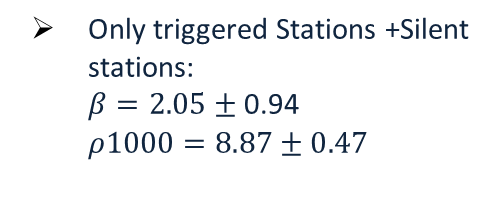 ➢ Only triggered Stations +Silent
stations:
𝛽 = 2.05 ± 0.94
𝜌1000 = 8.87 ± 0.47